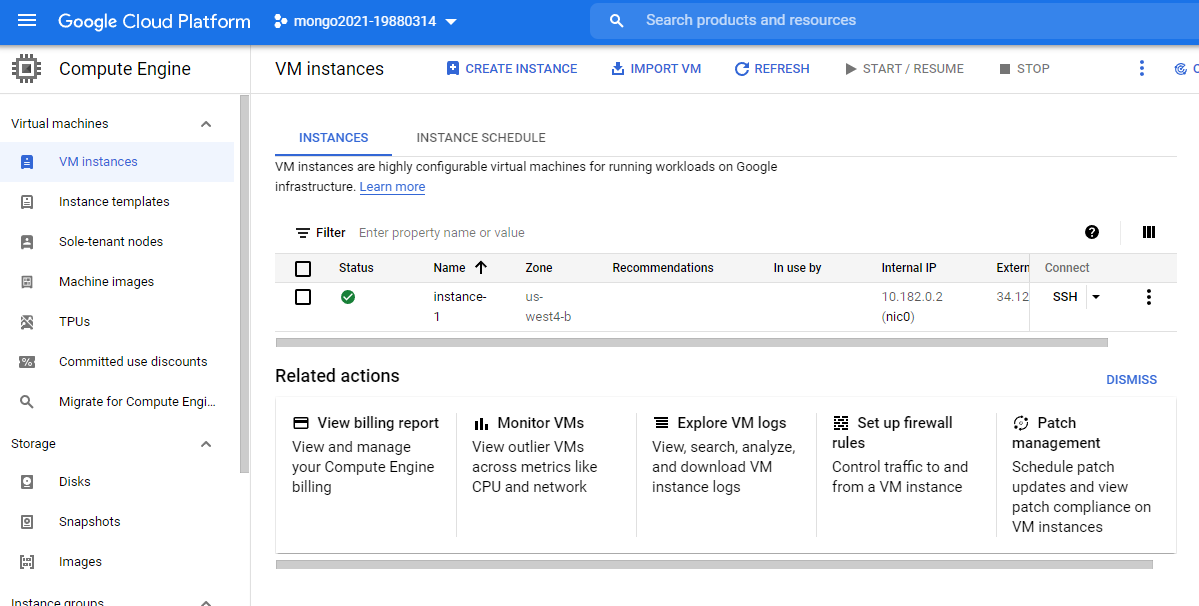 Google Cloud Platform
mongo2021-19880314
Search products and resources
Compute Engine
VM instances
CREATE INSTANCE
IMPORT VM
REFRESH
START / RESUME
STOP
Virtual machines
VM instances
Instance templates
Sole-tenant nodes
Machine images
TPUs
Committed use discounts
Migrate for Compute Engi...
Storage
Disks
Snapshots
Images
Instance groups
INSTANCES
INSTANCE SCHEDULE
VM instances are highly configurable virtual machines for running workloads on Google
infrastructure. Learn more
Filter Enter property name or value
Status Name Zone Recommendations In use by Internal IP Extern Connect
instance- us- 10.182.0.2 34.12 SSH
1 west4-b (nic0)
Related actions
DISMISS
View billing report
View and manage
your Compute Engine
billing
Monitor VMs
View outlier VMs
across metrics like
CPU and network
Explore VM logs
View, search, analyze,
and download VM
instance logs
Set up firewall
rules
Control traffic to and
from a VM instance
Patch
management
Schedule patch
updates and view
patch compliance on
VM instances